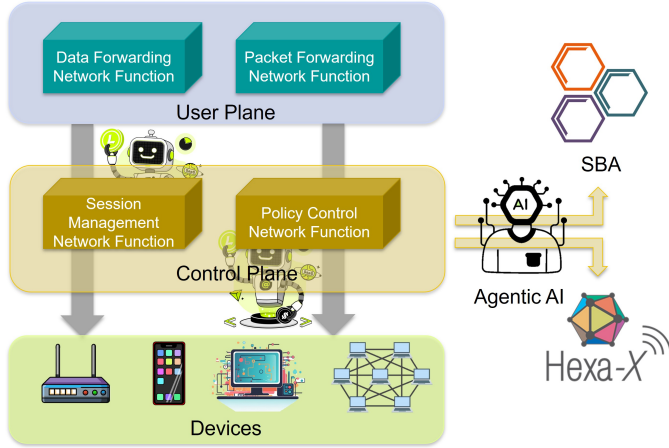 Data Forwarding
Network Function
Packet Forwarding
Network Function
User Plane
Session
Management
Network Function
Policy Control
Network Function
Control Plane
Devices
SBA
AI
Agentic AI
Hexa-X